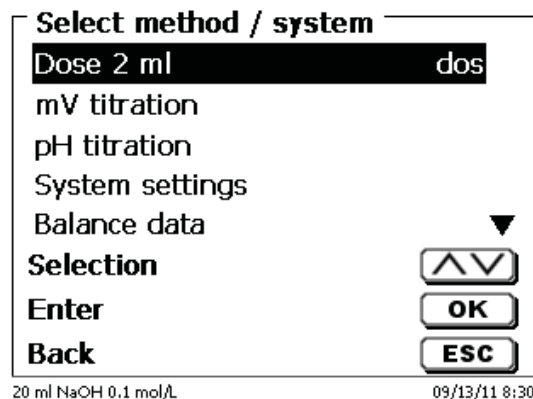 Select method / system
Dose 2 ml dos
mV titration
pH titration
System settings
Balance data
Selection
Enter OK
Back ESC
20 ml NaOH 0.1 mol/L 09/13/11 8:30